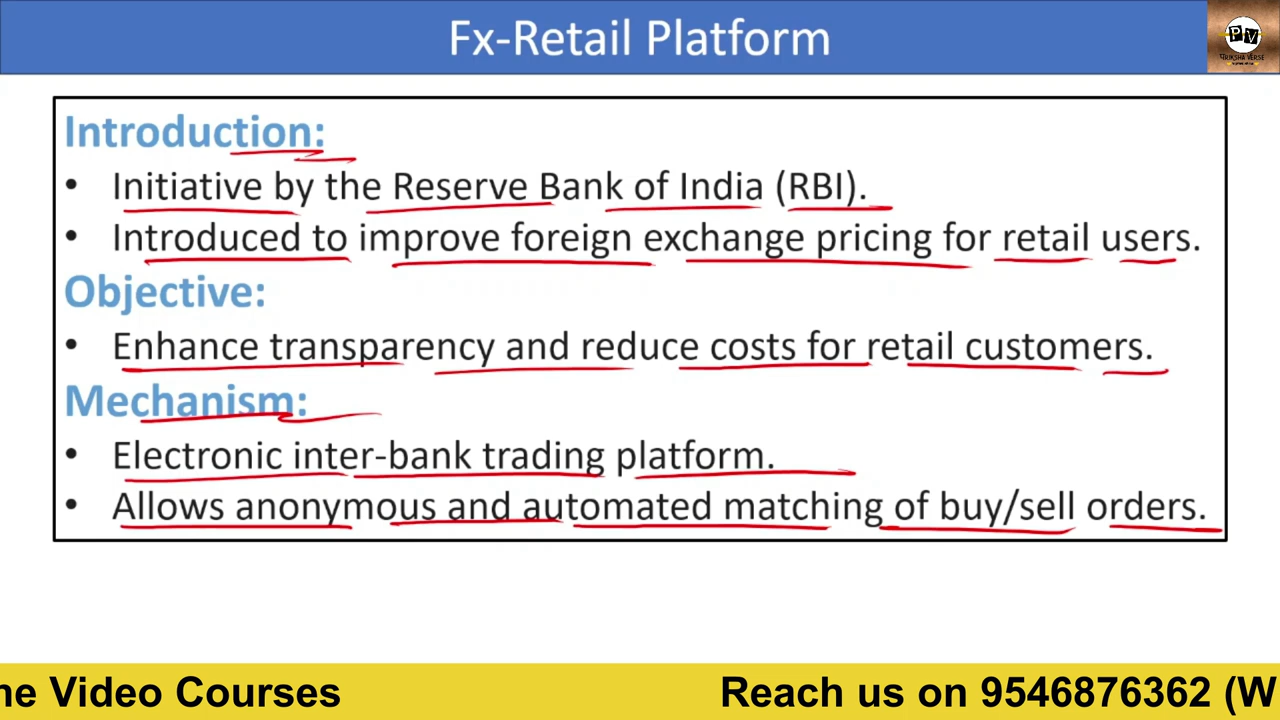 Fx-Retail Platform
PV
Introduction:
• Initiative by the Reserve Bank of India (RBI).
• Introduced to improve foreign exchange pricing for retail users.
Objective:
• Enhance transparency and reduce costs for retail customers.
Mechanism:
• Electronic inter-bank trading platform.
• Allows anonymous and automated matching of buy/sell orders.
ne Video Courses Reach us on 9546876362 (W